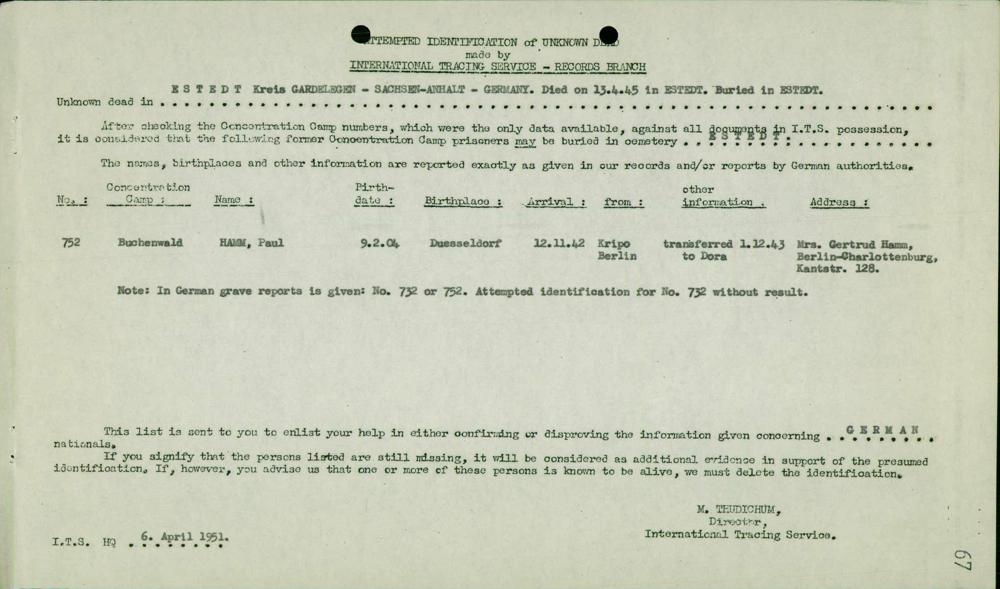 ATTEMPTED IDENTIFICATION of UNKNOWN DEAD
made by
INTERNATIONAL TRACING SERVICE - RECORDS BRANCH
E S T E D T Kreis GARDELEGEN - SACHSEN-ANHALT - GERMANY. Died on 13.4.45 in ESTEDT. Buried in ESTEDT.
Unknown dead in . . . . . . . . . . . . . . . . . . . . . . . . . . . . . . . . . . . . . . . . . . . . . . . . . . . . . . . .
After checking the Concentration Camp numbers, which were the only data available, against all documents in I.T.S. possession,
it is considered that the following former Concentration Camp prisoners may be buried in cemetery . . E S T E D T . . . . . . . . . . .
The names, birthplaces and other information are reported exactly as given in our records and/or reports by German authorities.
No. : Concentration Camp : Name : Birth-date : Birthplace : Arrival : from : other information . Address :
752 Buchenwald HAMM, Paul 9.2.04 Duesseldorf 12.11.42 Kripo transferred 1.12.43 Mrs. Gertrud Hamm,
Berlin to Dora Berlin-Charlottenburg,
Kantstr. 128.
Note: In German grave reports is given: No. 732 or 752. Attempted identification for No. 732 without result.
This list is sent to you to enlist your help in either confirming or disproving the information given concerning . G E R M A N .
nationals.
If you signify that the persons listed are still missing, it will be considered as additional evidence in support of the presumed
identification. If, however, you advise us that one or more of these persons is known to be alive, we must delete the identification.
M. THUDICHUM,
Director,
International Tracing Service.
I.T.S. HQ . 6. April 1951.
67